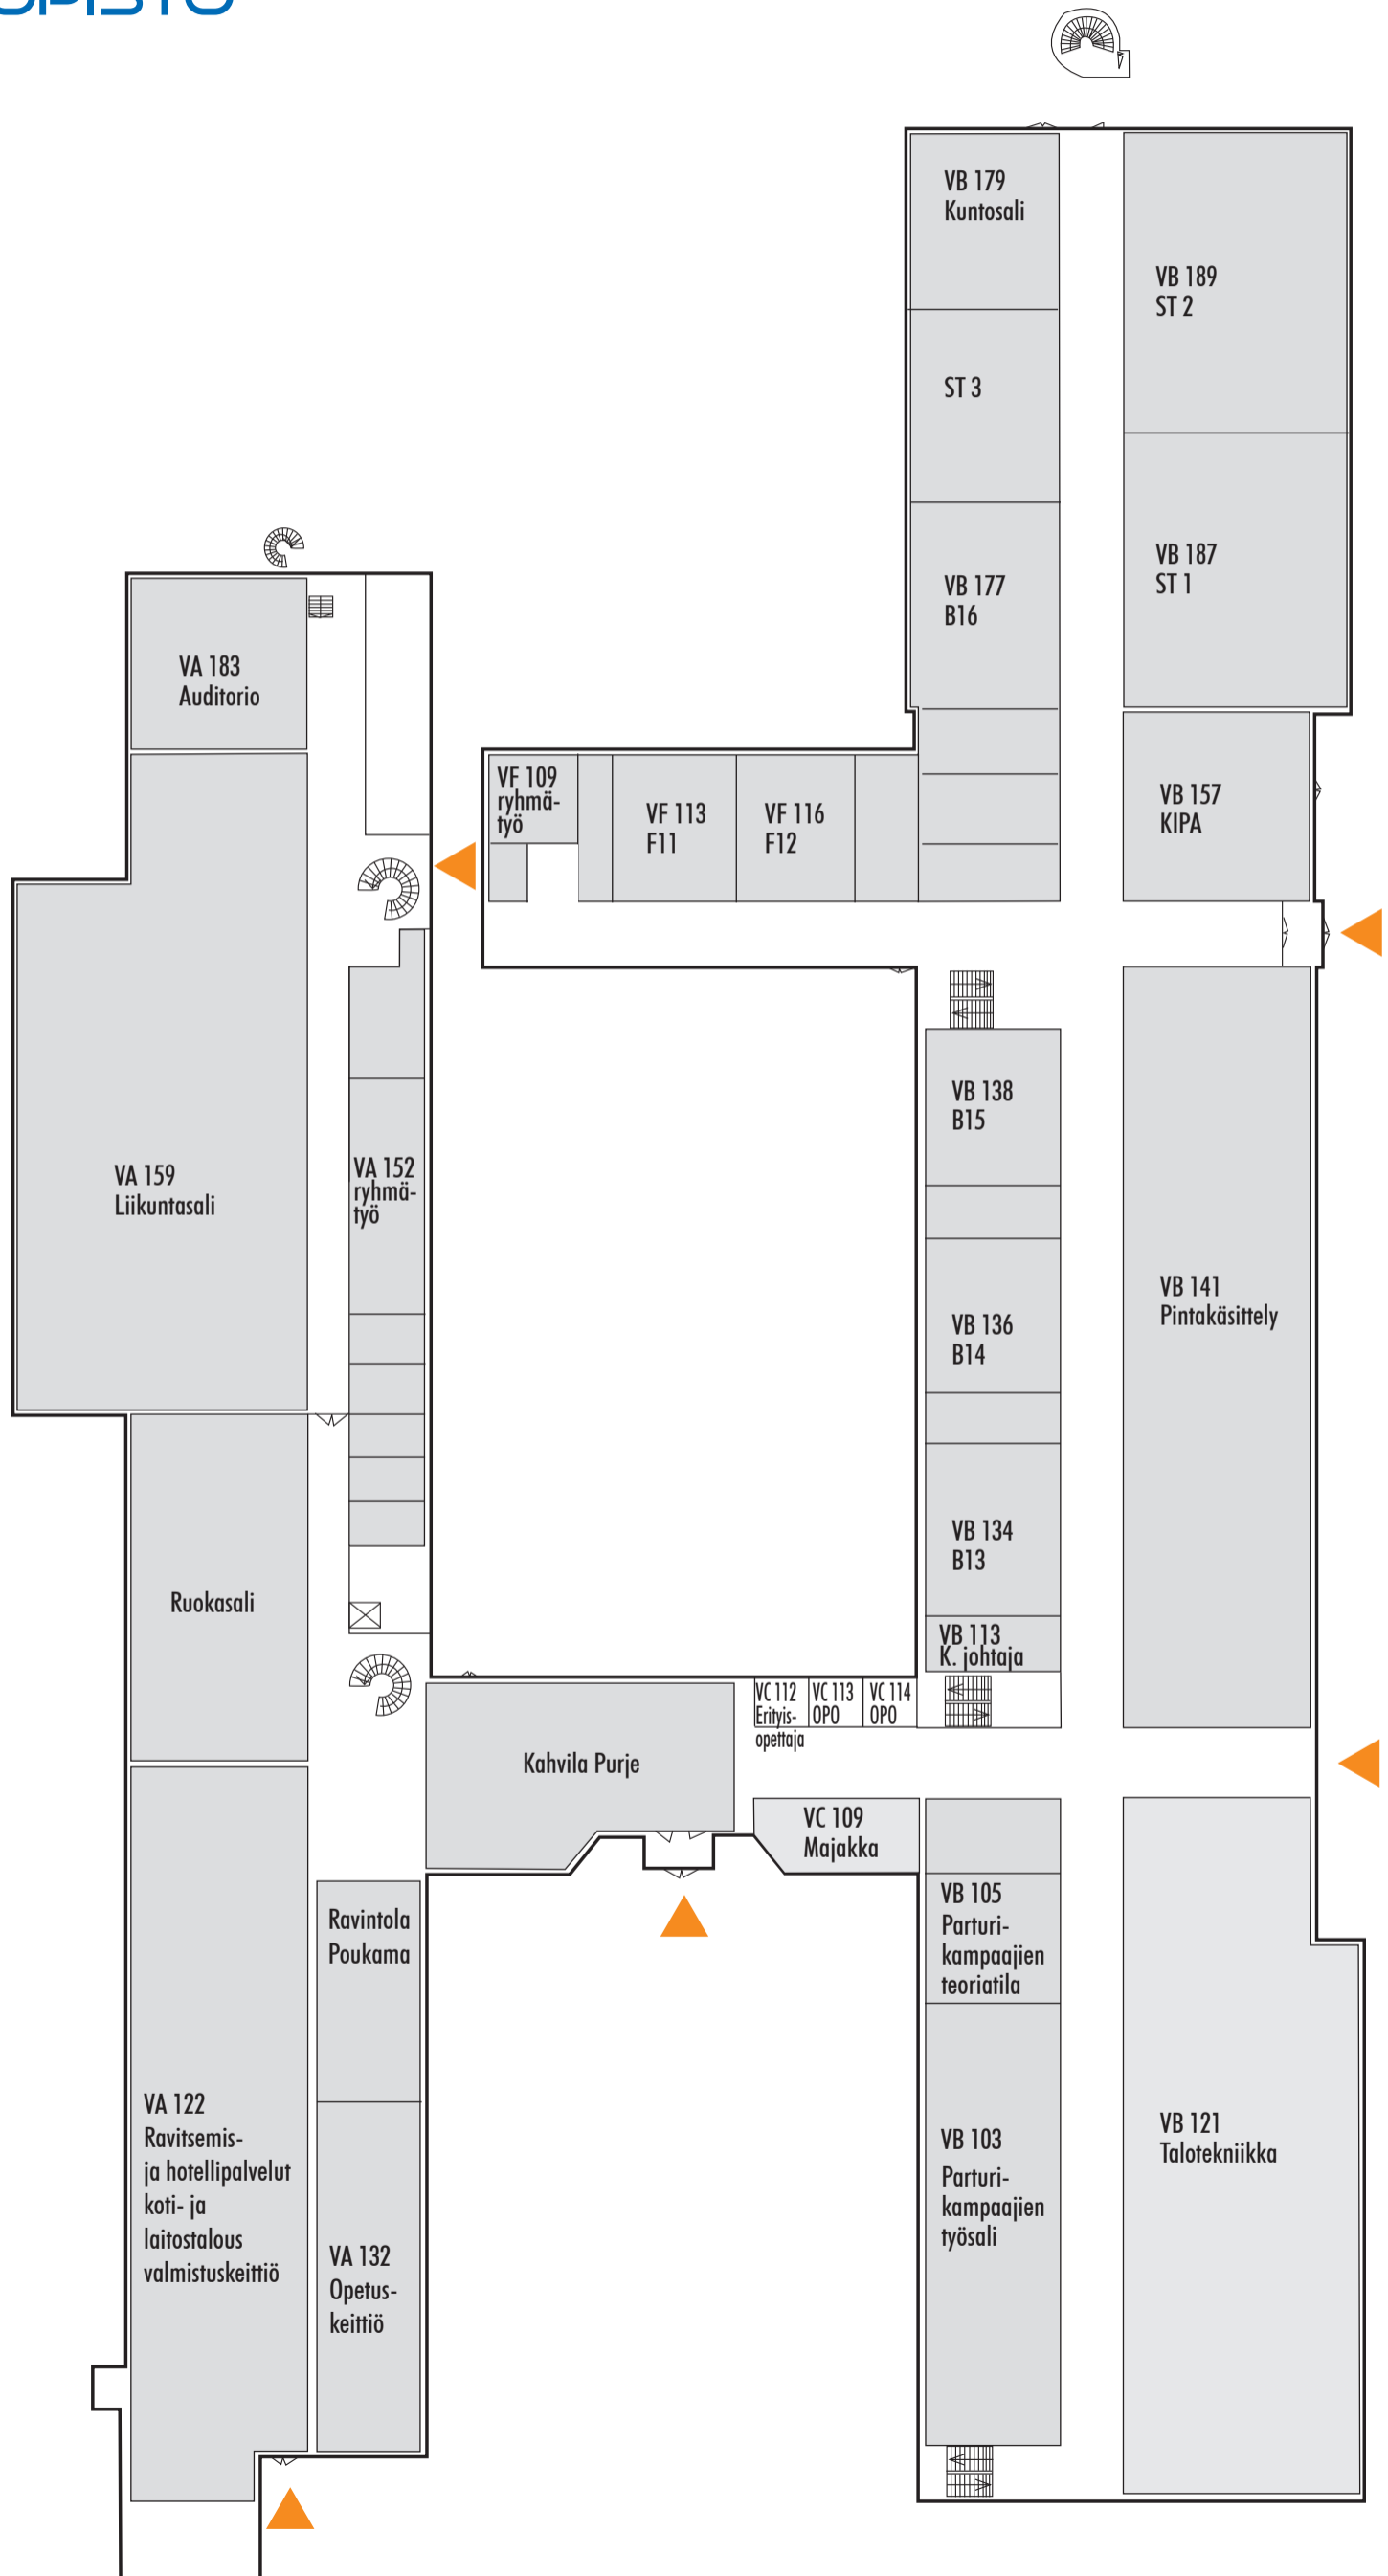 VB 179
Kuntosali
VB 189
ST 2
ST 3
VB 187
ST 1
VB 177
B16
VA 183
Auditorio
VF 109
ryhmä-
työ
VF 113
F11
VF 116
F12
VB 157
KIPA
VB 138
B15
VA 159
Liikuntasali
VA 152
ryhmä-
työ
VB 141
Pintakäsittely
VB 136
B14
VB 134
B13
Ruokasali
VB 113
K. johtaja
VC 112
Erityis-
opettaja
VC 113
OPO
VC 114
OPO
Kahvila Purje
VC 109
Majakka
VB 105
Parturi-
kampaajien
teoriatila
Ravintola
Poukama
VA 122
Ravitsemis-
ja hotellipalvelut
koti- ja
laitostalous
valmistuskeittiö
VB 103
Parturi-
kampaajien
työsali
VB 121
Talotekniikka
VA 132
Opetus-
keittiö